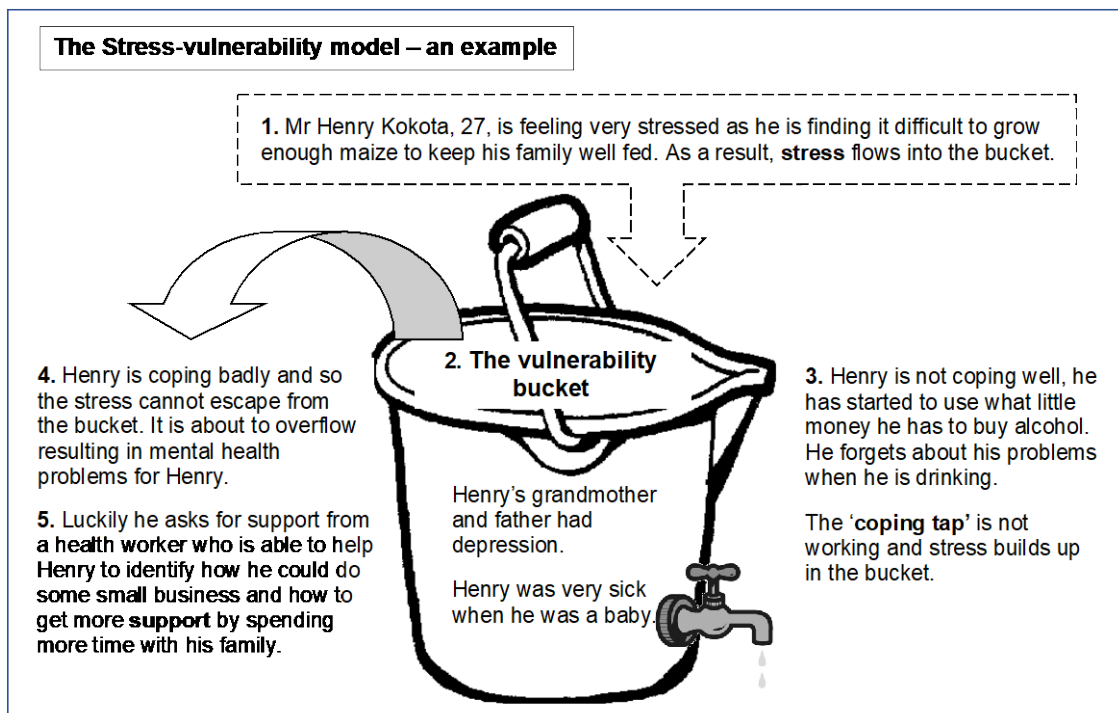 The Stress-vulnerability model – an example
1. Mr Henry Kokota, 27, is feeling very stressed as he is finding it difficult to grow
enough maize to keep his family well fed. As a result, stress flows into the bucket.
2. The vulnerability
bucket
Henry's grandmother
and father had
depression.
Henry was very sick
when he was a baby.
3. Henry is not coping well, he
has started to use what little
money he has to buy alcohol.
He forgets about his problems
when he is drinking.
The ‘coping tap’ is not
working and stress builds up
in the bucket.
4. Henry is coping badly and so
the stress cannot escape from
the bucket. It is about to overflow
resulting in mental health
problems for Henry.
5. Luckily he asks for support from
a health worker who is able to help
Henry to identify how he could do
some small business and how to
get more support by spending
more time with his family.